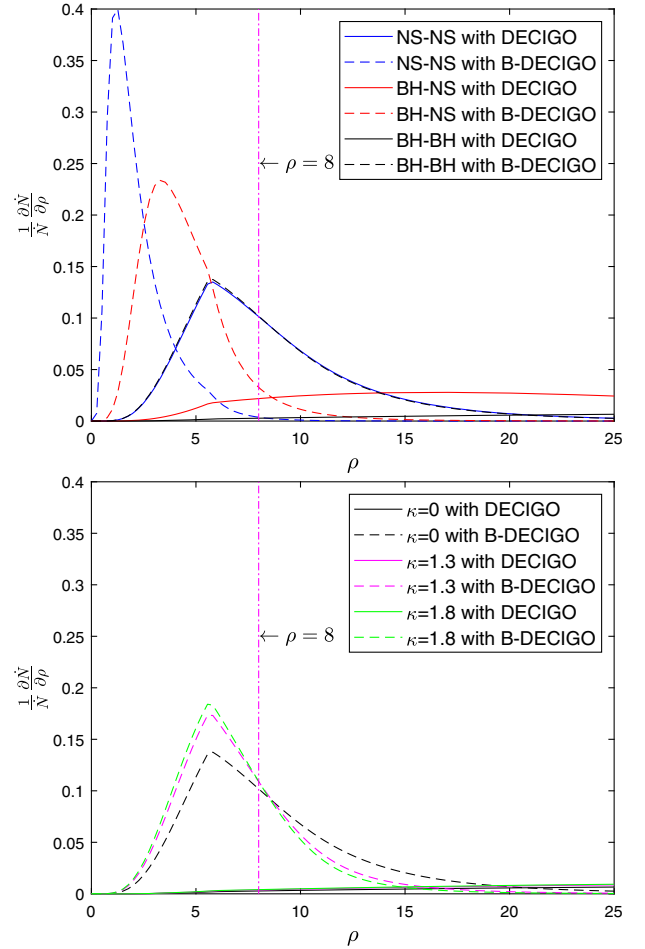 0.4
0.35
0.3
0.25
0.2
0.15
0.1
0.05
0
0 5 10 15 20 25
ρ
1/Ṅ ∂Ṅ/∂ρ
← ρ = 8
NS-NS with DECIGO
NS-NS with B-DECIGO
BH-NS with DECIGO
BH-NS with B-DECIGO
BH-BH with DECIGO
BH-BH with B-DECIGO
0.4
0.35
0.3
0.25
0.2
0.15
0.1
0.05
0
0 5 10 15 20 25
ρ
1/Ṅ ∂Ṅ/∂ρ
← ρ = 8
κ=0 with DECIGO
κ=0 with B-DECIGO
κ=1.3 with DECIGO
κ=1.3 with B-DECIGO
κ=1.8 with DECIGO
κ=1.8 with B-DECIGO